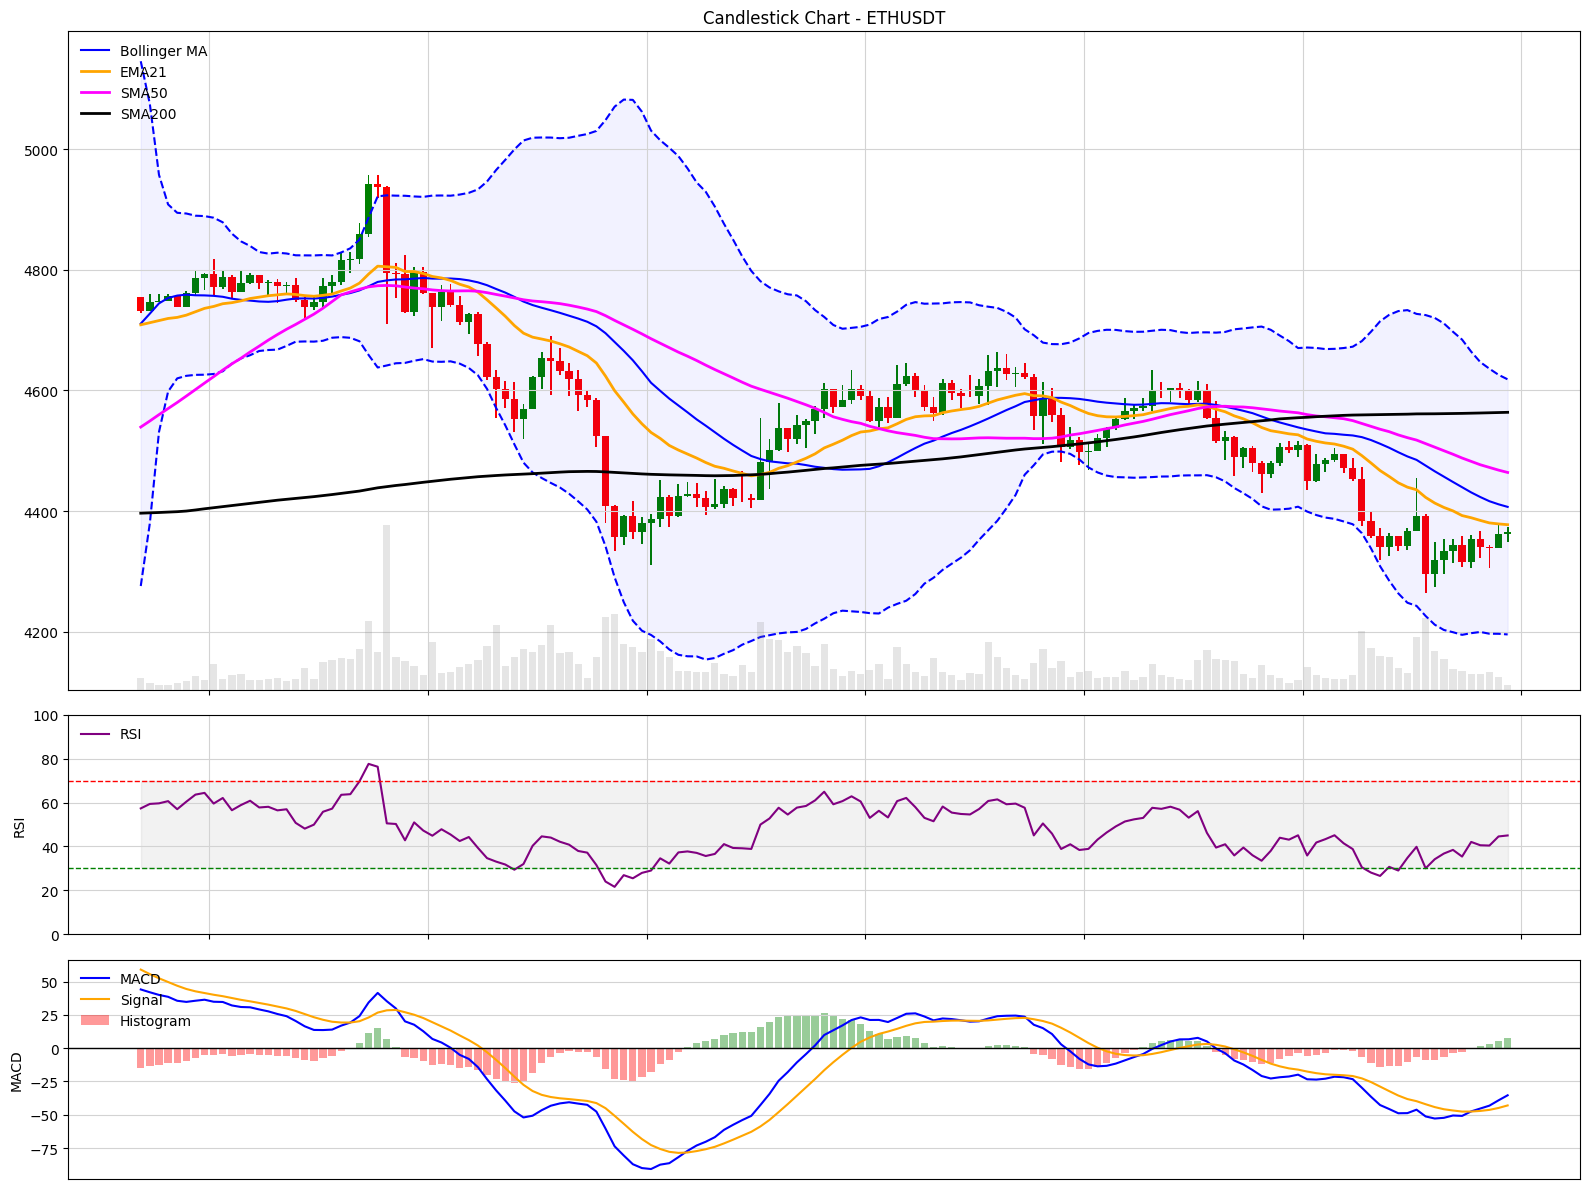 Candlestick Chart - ETHUSDT
Bollinger MA
EMA21
SMA50
SMA200
5000
4800
4600
4400
4200
100
80
60
40
20
0
RSI
RSI
50
25
0
−25
−50
−75
MACD
MACD
Signal
Histogram